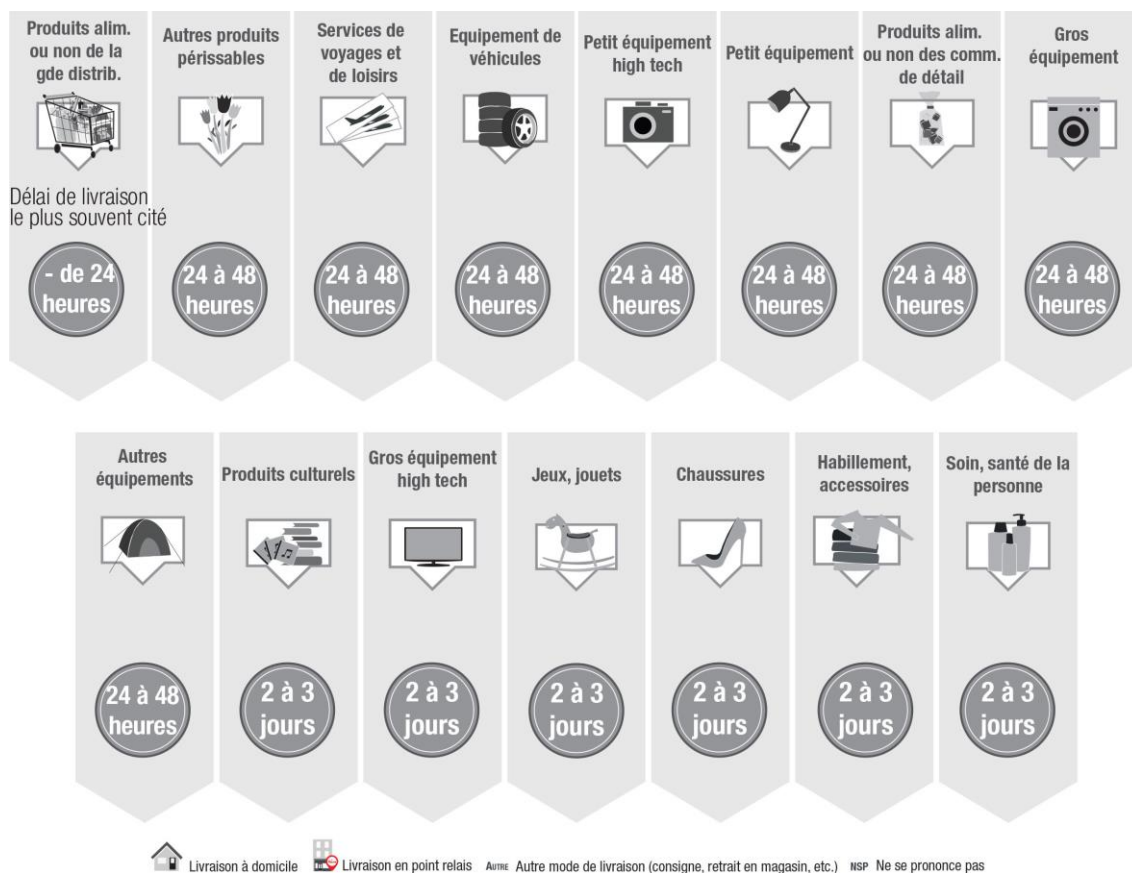 Produits alim.
ou non de la
gde distrib.
Autres produits
périssables
Services de
voyages et
de loisirs
Equipement de
véhicules
Petit équipement
high tech
Petit équipement
Produits alim.
ou non des comm.
de détail
Gros
équipement
Délai de livraison
le plus souvent cité
- de 24
heures
24 à 48
heures
24 à 48
heures
24 à 48
heures
24 à 48
heures
24 à 48
heures
24 à 48
heures
24 à 48
heures
Autres
équipements
Produits culturels
Gros équipement
high tech
Jeux, jouets
Chaussures
Habillement,
accessoires
Soin, santé de la
personne
24 à 48
heures
2 à 3
jours
2 à 3
jours
2 à 3
jours
2 à 3
jours
2 à 3
jours
2 à 3
jours
Livraison à domicile Livraison en point relais AUTRE Autre mode de livraison (consigne, retrait en magasin, etc.) NSP Ne se prononce pas